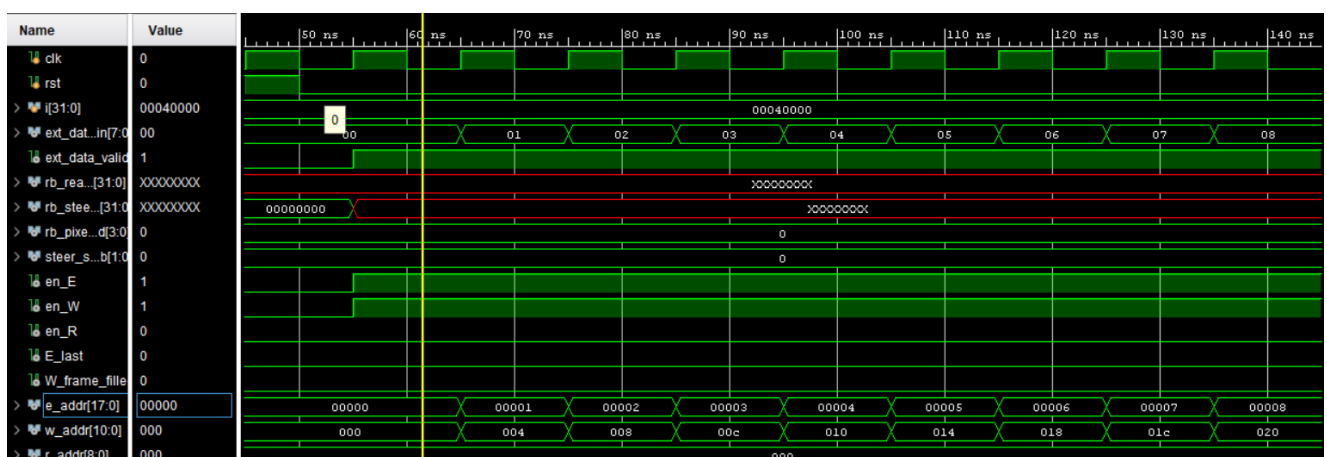 Name Value 50 ns 60 ns 70 ns 80 ns 90 ns 100 ns 110 ns 120 ns 130 ns 140 ns
clk 0
rst 0
i[31:0] 00040000 00040000
ext_dat...in[7:0 00 0 00 01 02 03 04 05 06 07 08
ext_data_valid 1
rb_rea...[31:0] XXXXXXXX XXXXXXXX
rb_stee...[31:0 XXXXXXXX 00000000 XXXXXXXX
rb_pixe...d[3:0 0 0
steer_s...b[1:0 0 0
en_E 1
en_W 1
en_R 0
E_last 0
W_frame_fille 0
e_addr[17:0] 00000 00000 00001 00002 00003 00004 00005 00006 00007 00008
w_addr[10:0] 000 000 004 008 00c 010 014 018 01c 020
r_addr[8:0] 000 000